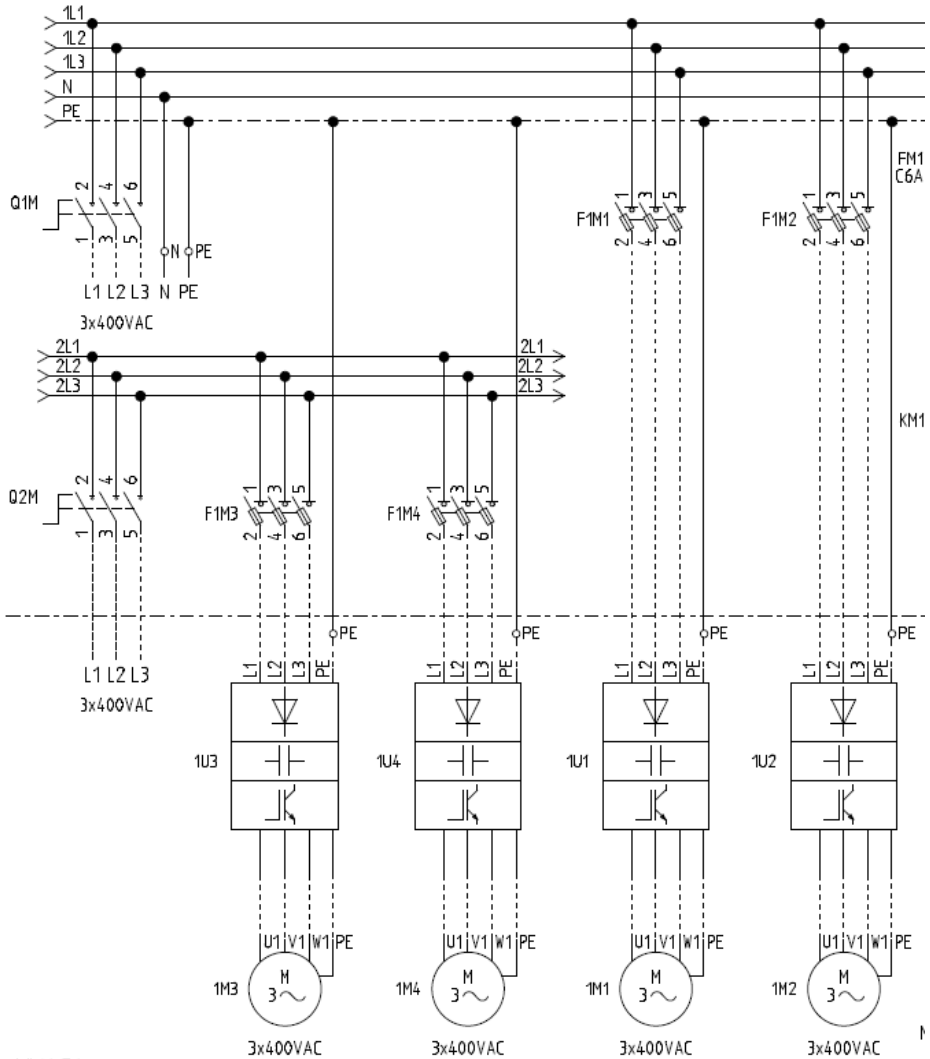 1L1
1L2
1L3
N
PE
FM1
C6A
2 4 6
Q1M
1 3 5
N PE
L1 L2 L3 N PE
3x400VAC
1 3 5
F1M1
2 4 6
1 3 5
F1M2
2 4 6
2L1 2L1
2L2 2L2
2L3 2L3
KM1
2 4 6
Q2M
1 3 5
1 3 5
F1M3
2 4 6
1 3 5
F1M4
2 4 6
PE PE PE PE
L1 L2 L3
3x400VAC
L1 L2 L3 PE L1 L2 L3 PE L1 L2 L3 PE L1 L2 L3 PE
1U3 1U4 1U1 1U2
U1 V1 W1 PE U1 V1 W1 PE U1 V1 W1 PE U1 V1 W1 PE
1M3 M 3~ 1M4 M 3~ 1M1 M 3~ 1M2 M 3~
3x400VAC 3x400VAC 3x400VAC 3x400VAC